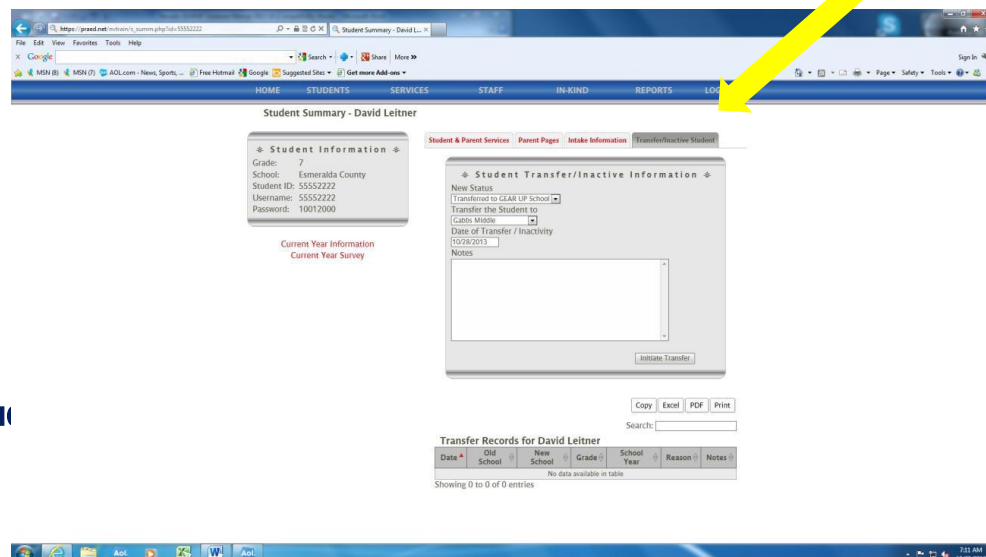 https://praxed.net/nvtrain/s_summ.php?id=55552222
Student Summary - David L...
File Edit View Favorites Tools Help
x Google Search Share More »
Sign In
MSN (8) MSN (7) AOL.com - News, Sports, ... Free Hotmail Google Suggested Sites Get more Add-ons
Page Safety Tools
HOME STUDENTS SERVICES STAFF IN-KIND REPORTS LOG
Student Summary - David Leitner
Student Information
Grade: 7
School: Esmeralda County
Student ID: 55552222
Username: 55552222
Password: 10012000
Current Year Information
Current Year Survey
Student & Parent Services Parent Pages Intake Information Transfer/Inactive Student
Student Transfer/Inactive Information
New Status
Transferred to GEAR UP School
Transfer the Student to
Gabbs Middle
Date of Transfer / Inactivity
10/28/2013
Notes
Initiate Transfer
Copy Excel PDF Print
Search:
Transfer Records for David Leitner
Date Old School New School Grade School Year Reason Notes
No data available in table
Showing 0 to 0 of 0 entries
AOL Aol.
7:11 AM